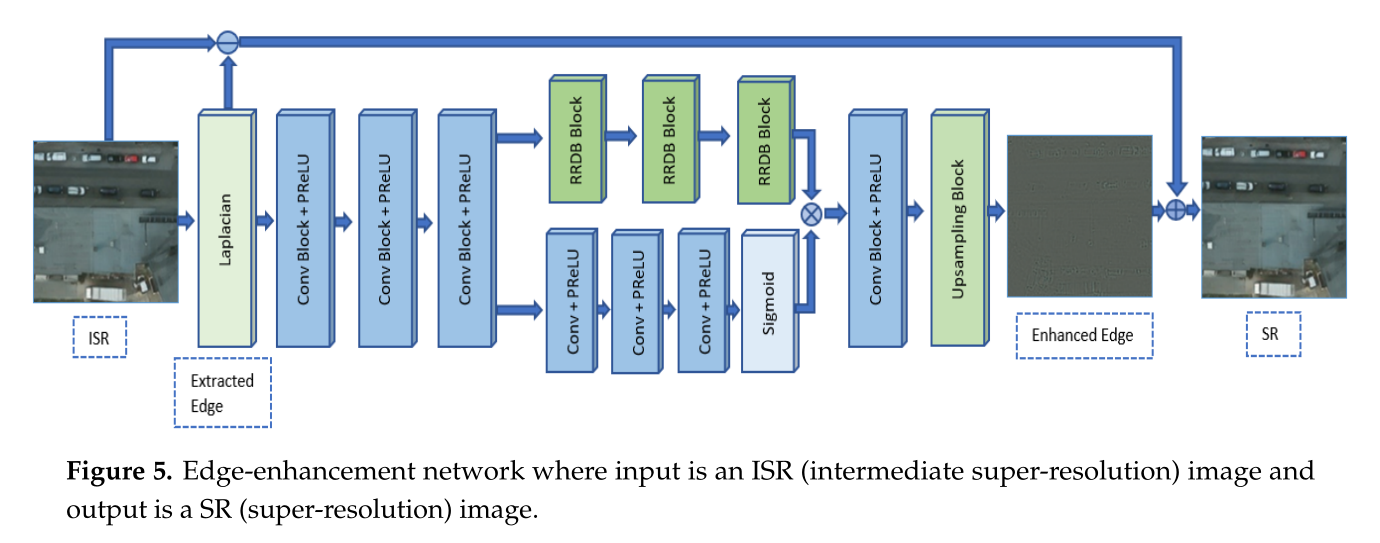 ISR
Laplacian
Extracted
Edge
Conv Block + PReLU
Conv Block + PReLU
Conv Block + PReLU
RRDB Block
RRDB Block
RRDB Block
Conv + PReLU
Conv + PReLU
Conv + PReLU
Sigmoid
Conv Block + PReLU
Upsampling Block
Enhanced Edge
SR
Figure 5. Edge-enhancement network where input is an ISR (intermediate super-resolution) image and
output is a SR (super-resolution) image.